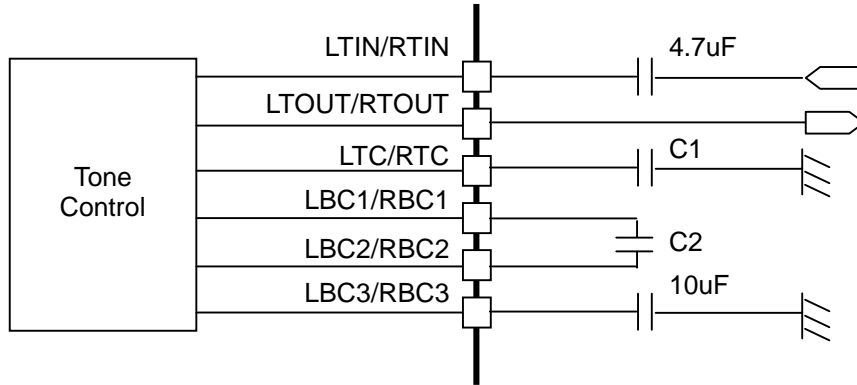 LTIN/RTIN
4.7uF
LTOUT/RTOUT
LTC/RTC
C1
Tone
Control
LBC1/RBC1
LBC2/RBC2
C2
LBC3/RBC3
10uF